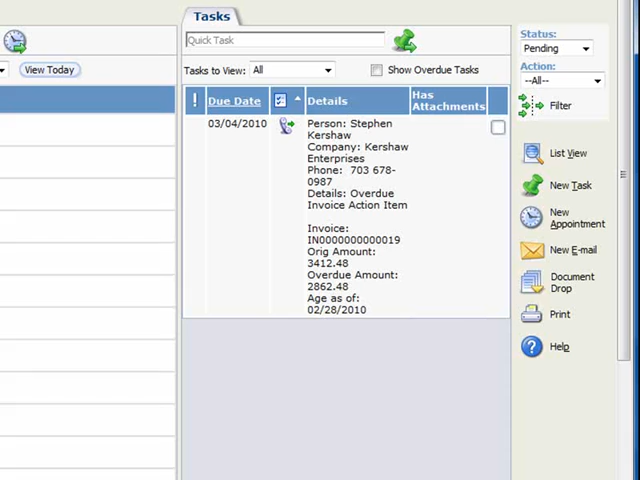 Tasks
Quick Task
View Today
Tasks to View: All
Show Overdue Tasks
! Due Date Details Has
Attachments
03/04/2010
Person: Stephen
Kershaw
Company: Kershaw
Enterprises
Phone: 703 678-
0987
Details: Overdue
Invoice Action Item
Invoice:
IN0000000000019
Orig Amount:
3412.48
Overdue Amount:
2862.48
Age as of:
02/28/2010
Status:
Pending
Action:
--All--
Filter
List View
New Task
New
Appointment
New E-mail
Document
Drop
Print
Help